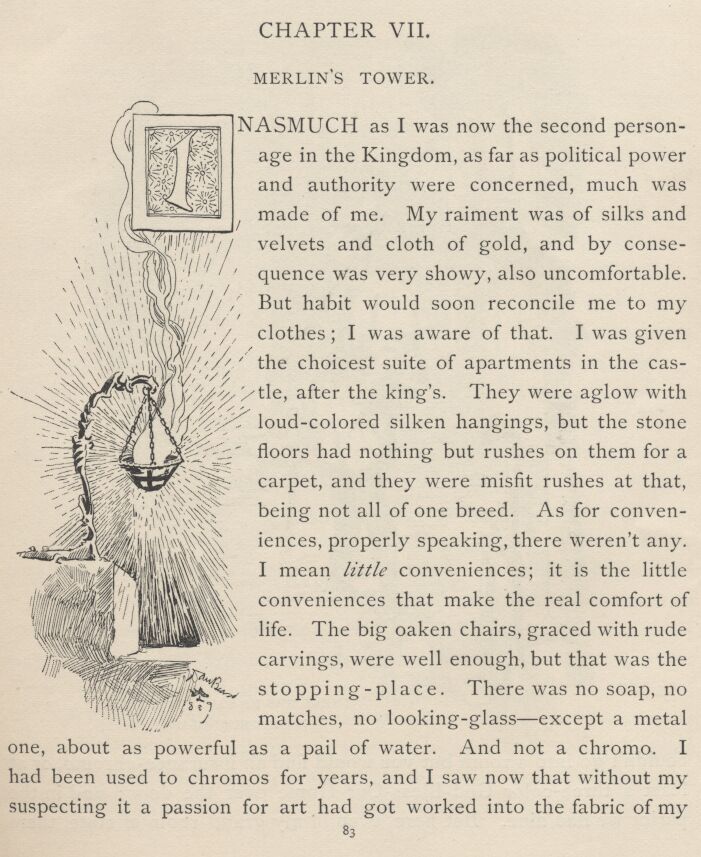 CHAPTER VII.
MERLIN'S TOWER.
INASMUCH as I was now the second person-
age in the Kingdom, as far as political power
and authority were concerned, much was
made of me. My raiment was of silks and
velvets and cloth of gold, and by conse-
quence was very showy, also uncomfortable.
But habit would soon reconcile me to my
clothes; I was aware of that. I was given
the choicest suite of apartments in the cas-
tle, after the king's. They were aglow with
loud-colored silken hangings, but the stone
floors had nothing but rushes on them for a
carpet, and they were misfit rushes at that,
being not all of one breed. As for conven-
iences, properly speaking, there weren't any.
I mean little conveniences; it is the little
conveniences that make the real comfort of
life. The big oaken chairs, graced with rude
carvings, were well enough, but that was the
stopping-place. There was no soap, no
matches, no looking-glass—except a metal
one, about as powerful as a pail of water. And not a chromo. I
had been used to chromos for years, and I saw now that without my
suspecting it a passion for art had got worked into the fabric of my
83